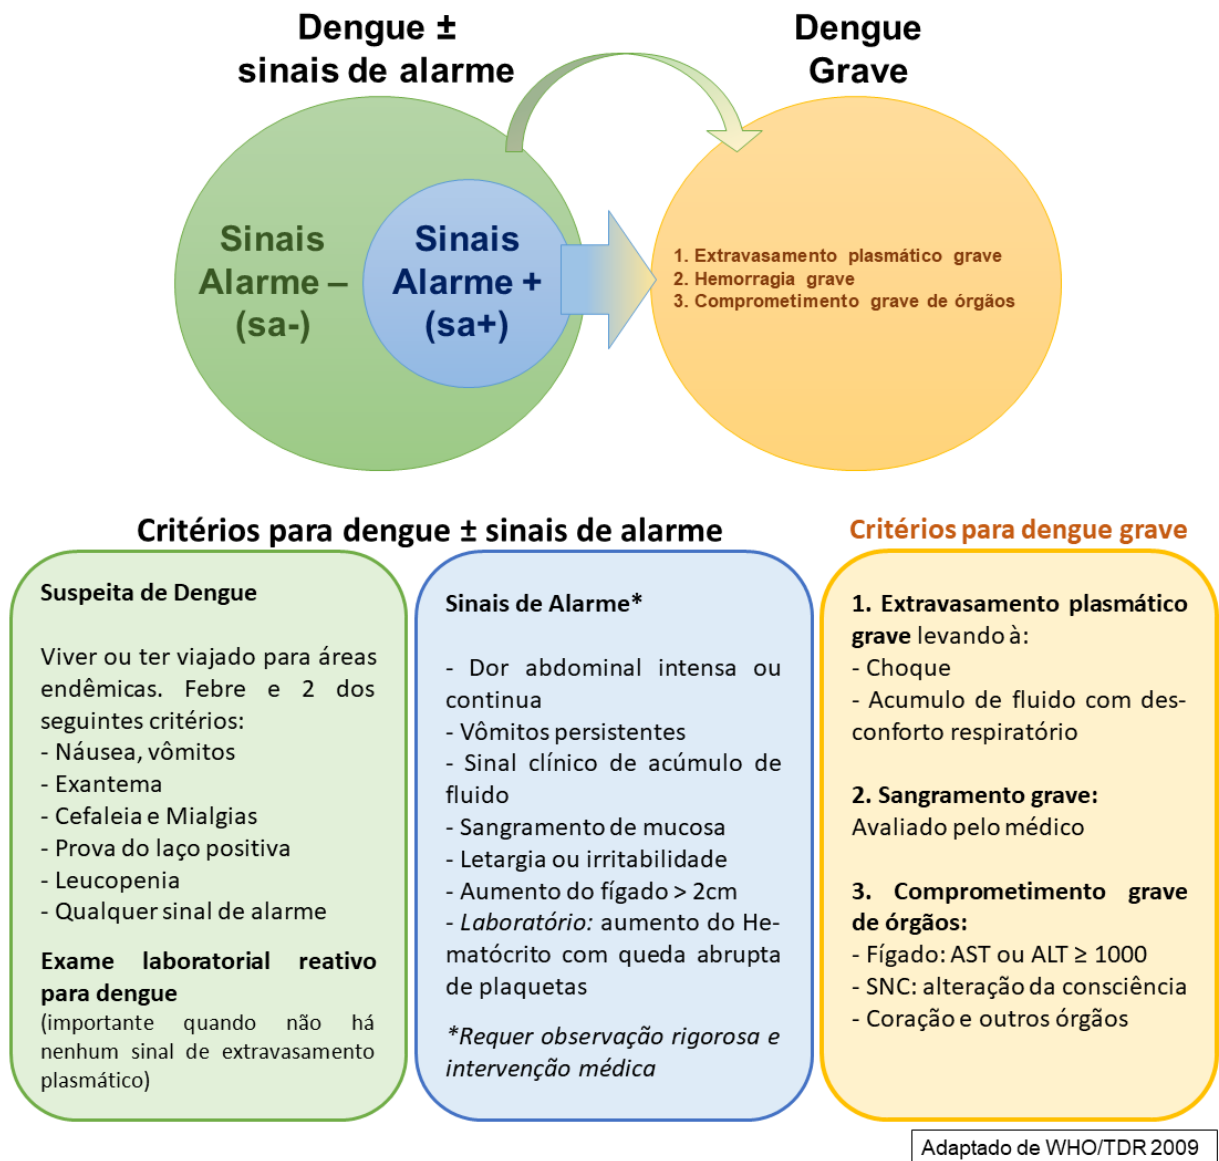 Dengue ±
sinais de alarme
Dengue
Grave
Sinais
Alarme –
(sa-)
Sinais
Alarme +
(sa+)
1. Extravasamento plasmático grave
2. Hemorragia grave
3. Comprometimento grave de órgãos
Critérios para dengue ± sinais de alarme
Suspeita de Dengue
Viver ou ter viajado para áreas
endêmicas. Febre e 2 dos
seguintes critérios:
- Náusea, vômitos
- Exantema
- Cefaleia e Mialgias
- Prova do laço positiva
- Leucopenia
- Qualquer sinal de alarme
Exame laboratorial reativo
para dengue
(importante quando não há
nenhum sinal de extravasamento
plasmático)
Sinais de Alarme*
- Dor abdominal intensa ou
continua
- Vômitos persistentes
- Sinal clínico de acúmulo de
fluido
- Sangramento de mucosa
- Letargia ou irritabilidade
- Aumento do fígado > 2cm
- Laboratório: aumento do He-
matócrito com queda abrupta
de plaquetas
*Requer observação rigorosa e
intervenção médica
Critérios para dengue grave
1. Extravasamento plasmático
grave levando à:
- Choque
- Acumulo de fluido com des-
conforto respiratório
2. Sangramento grave:
Avaliado pelo médico
3. Comprometimento grave
de órgãos:
- Fígado: AST ou ALT ≥ 1000
- SNC: alteração da consciência
- Coração e outros órgãos
Adaptado de WHO/TDR 2009